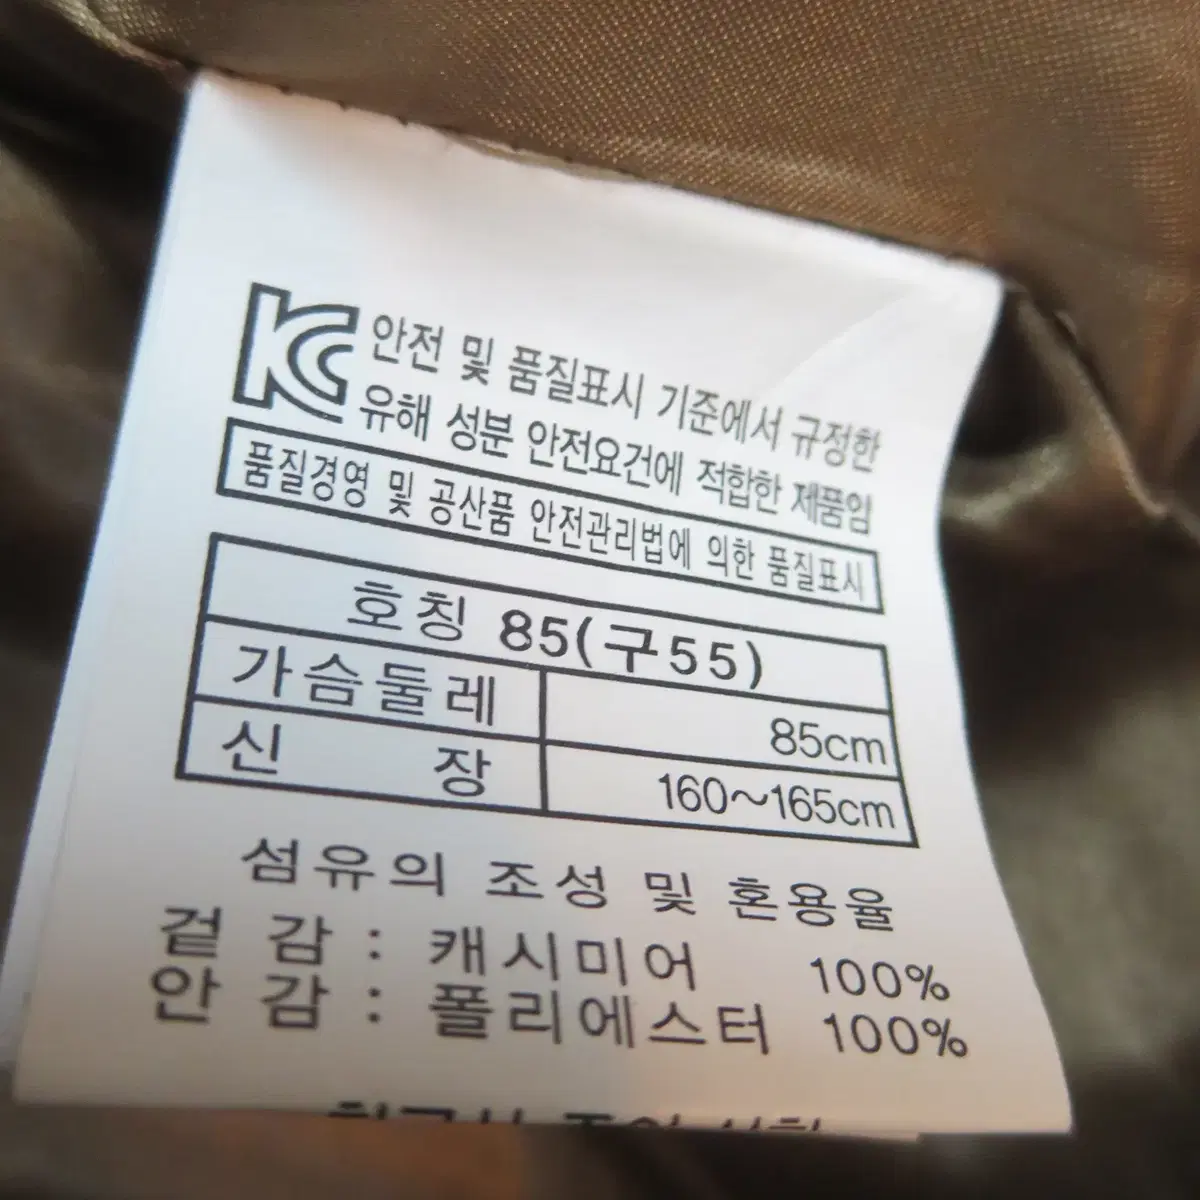 KC 안전 및 품질표시 기준에서 규정한
유해 성분 안전요건에 적합한 제품임
품질경영 및 공산품 안전관리법에 의한 품질표시
호칭 85(구55)
가슴둘레 85cm
신 장 160~165cm
섬유의 조성 및 혼용율
겉 감 : 캐시미어 100%
안 감 : 폴리에스터 100%